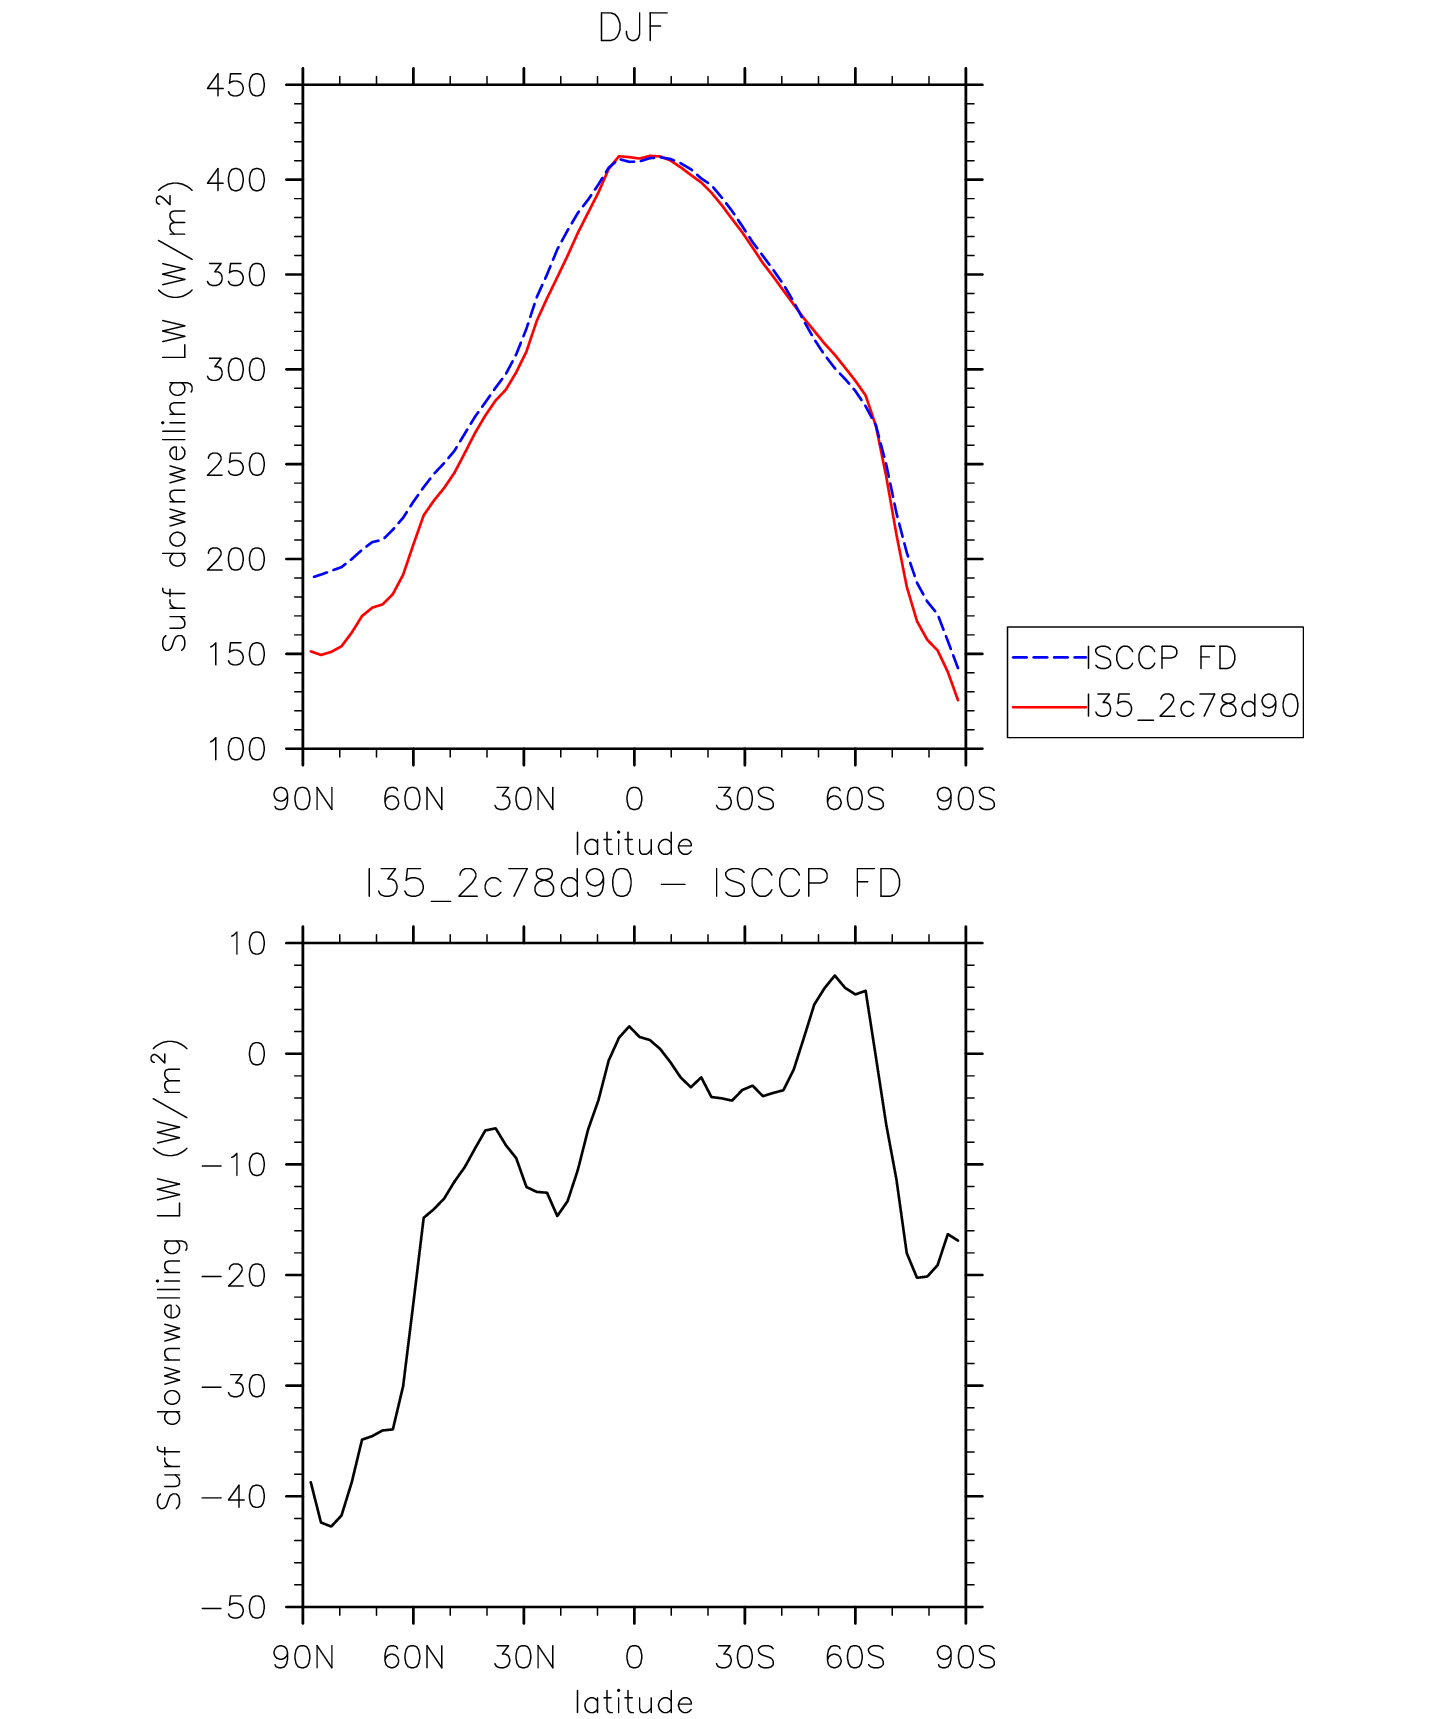 DJF
450
400
350
300
250
200
150
100
Surf downwelling LW (W/m²)
90N 60N 30N 0 30S 60S 90S
latitude
ISCCP FD
I35_2c78d90
I35_2c78d90 − ISCCP FD
10
0
−10
−20
−30
−40
−50
Surf downwelling LW (W/m²)
90N 60N 30N 0 30S 60S 90S
latitude